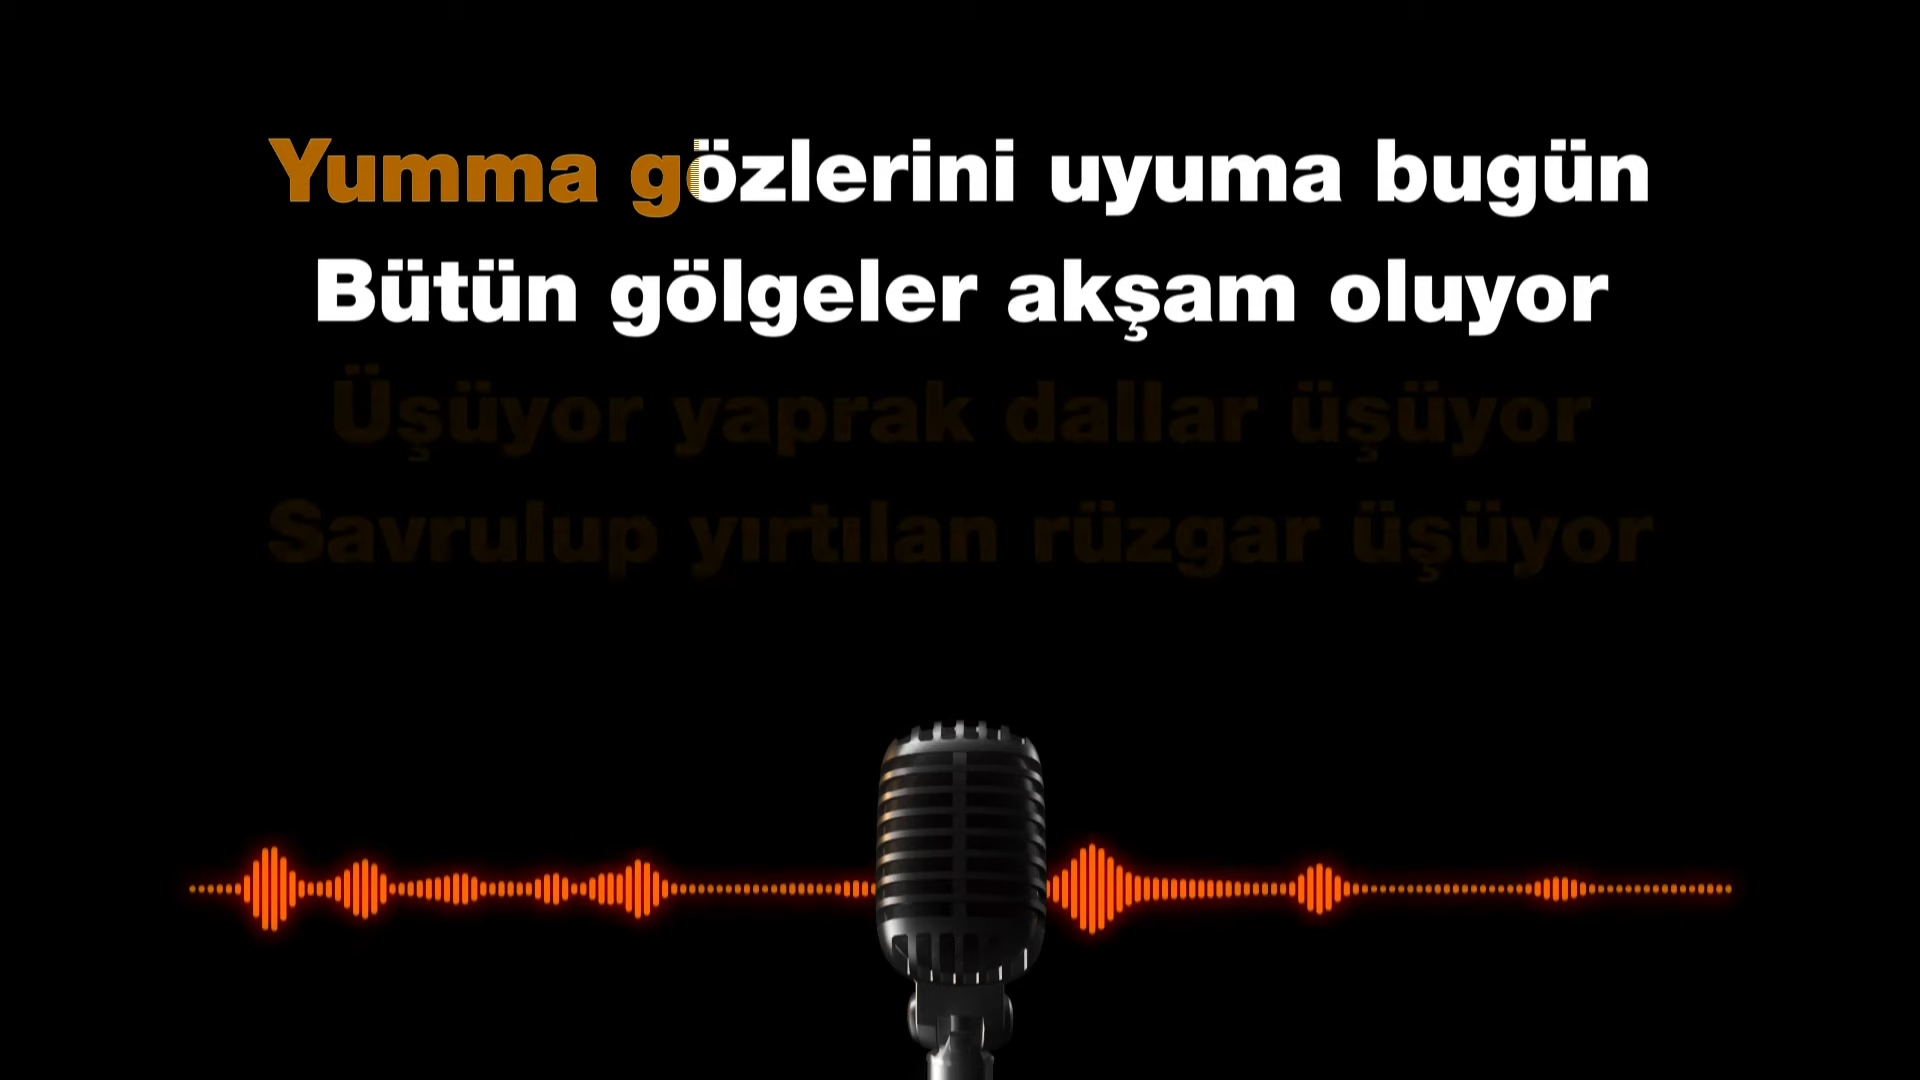 Yumma gözlerini uyuma bugün
Bütün gölgeler akşam oluyor
Üşüyor yaprak dallar üşüyor
Savrulup yırtılan rüzgar üşüyor